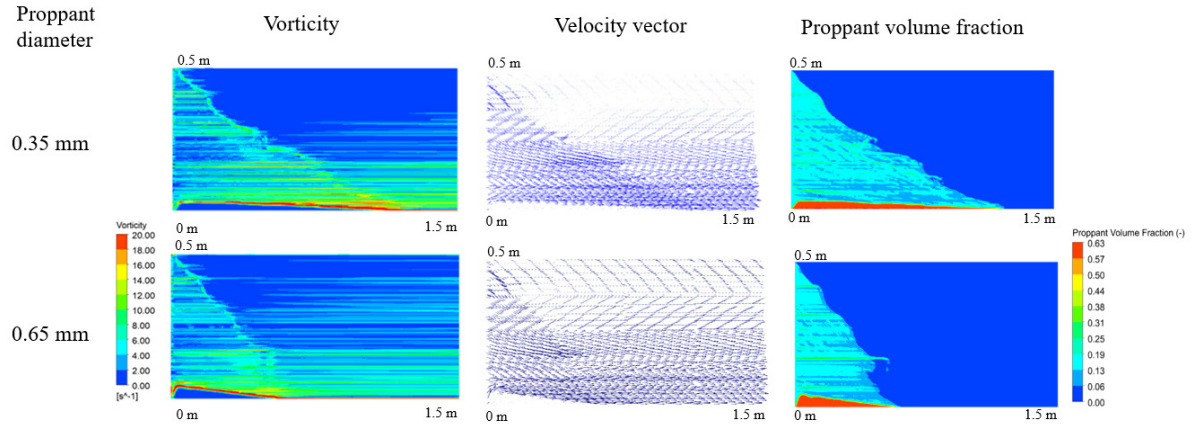 Proppant
diameter
Vorticity
Velocity vector
Proppant volume fraction
0.5 m
0.5 m
0.5 m
0.35 mm
0 m
1.5 m
0 m
1.5 m
0 m
1.5 m
Vorticity
20.00
18.00
16.00
14.00
12.00
10.00
8.00
6.00
4.00
2.00
0.00
[s^-1]
0.5 m
0.5 m
0.5 m
0.65 mm
0 m
1.5 m
0 m
1.5 m
0 m
1.5 m
Proppant Volume Fraction (-)
0.63
0.57
0.50
0.44
0.38
0.31
0.25
0.19
0.13
0.06
0.00